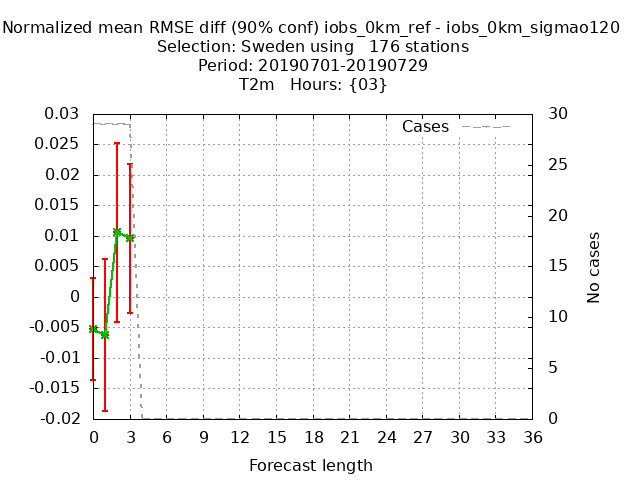 Normalized mean RMSE diff (90% conf) iobs_0km_ref - iobs_0km_sigmao120
Selection: Sweden using   176 stations
Period: 20190701-20190729
T2m   Hours: {03}
Cases
0.03
0.025
0.02
0.015
0.01
0.005
0
-0.005
-0.01
-0.015
-0.02
30
25
20
15
10
5
0
No cases
0 3 6 9 12 15 18 21 24 27 30 33 36
Forecast length